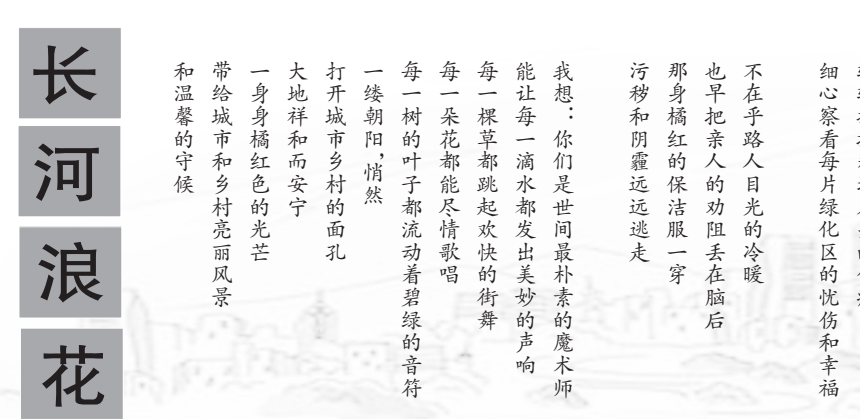 细心察看每片绿化区的忧伤和幸福
不在乎路人目光的冷暖
也早把亲人的劝阻丢在脑后
那身橘红的保洁服一穿
污秽和阴霾远远逃走
我想：你们是世间最朴素的魔术师
能让每一滴水都发出美妙的声响
每一棵草都跳起欢快的街舞
每一朵花都能尽情歌唱
每一树的叶子都流动着碧绿的音符
一缕朝阳，悄然
打开城市乡村的面孔
大地祥和而安宁
一身身橘红色的光芒
带给城市和乡村亮丽风景
和温馨的守候
长河浪花